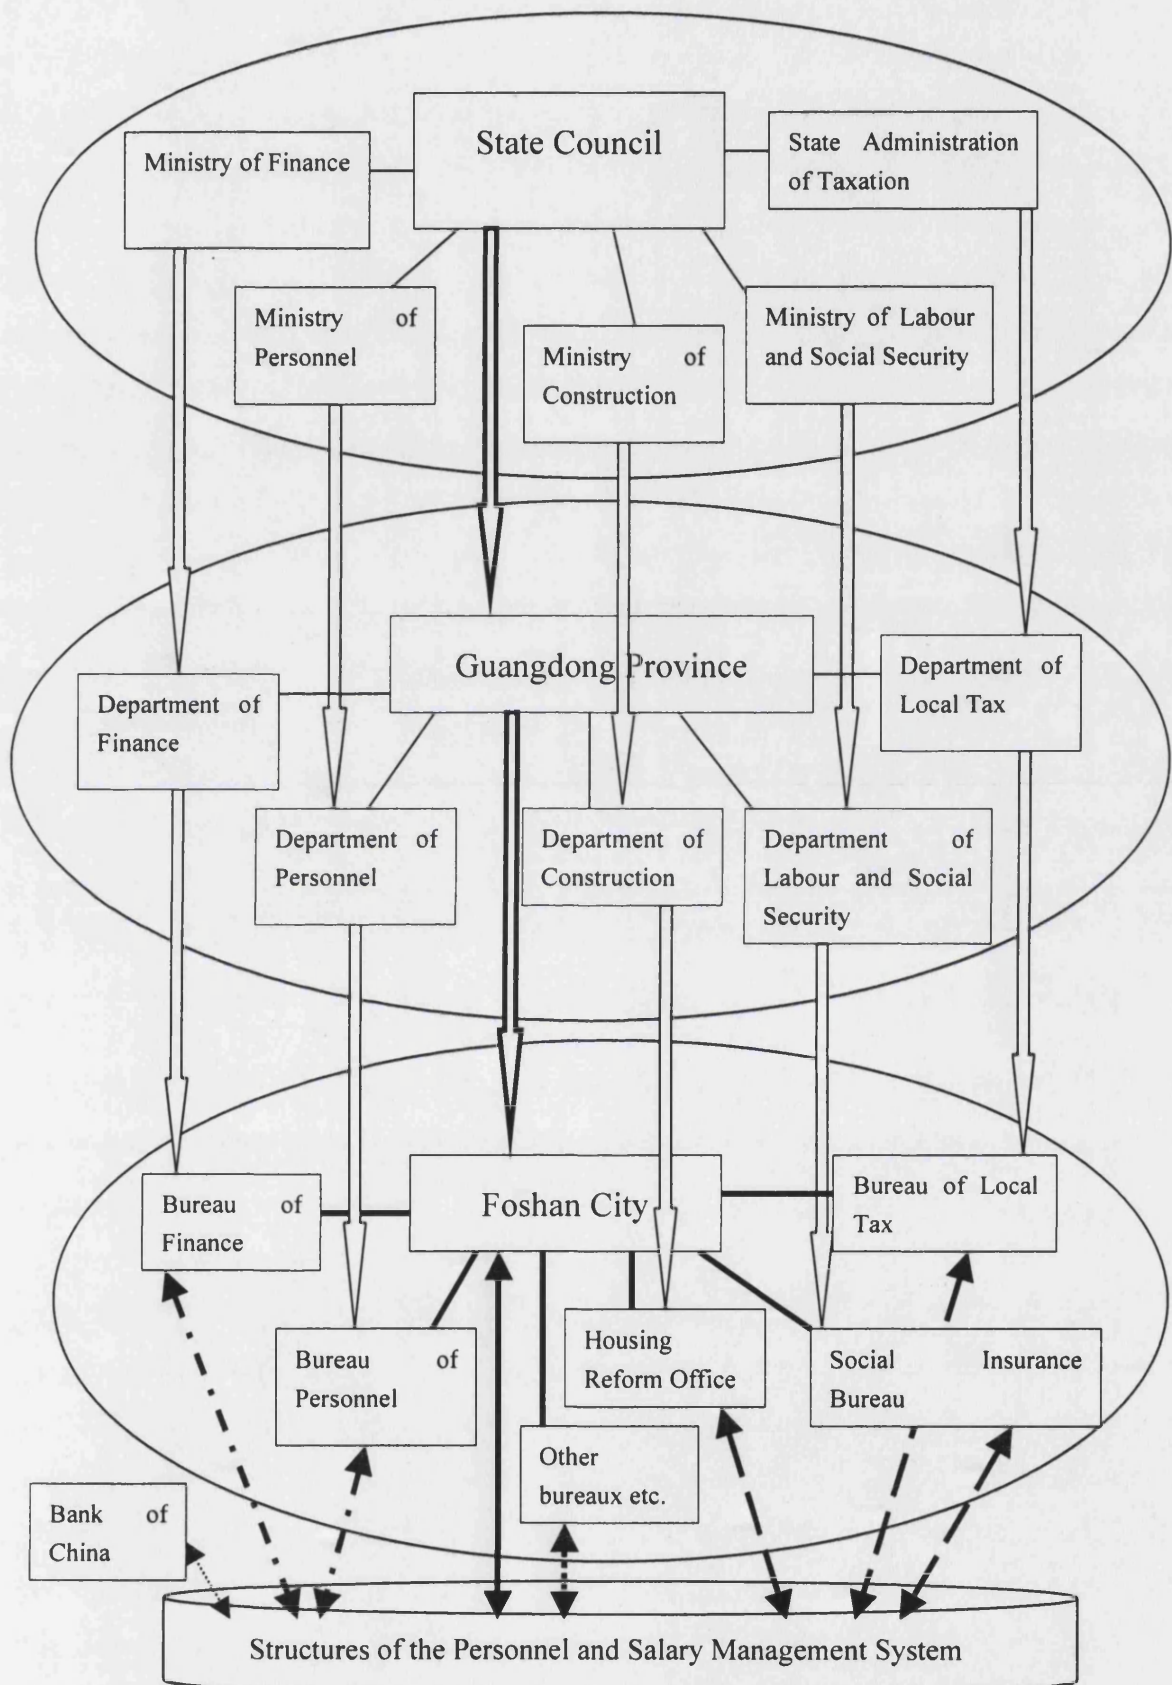 State Council
Ministry of Finance
State Administration
of Taxation
Ministry of
Personnel
Ministry of
Construction
Ministry of Labour
and Social Security
Guangdong Province
Department of
Finance
Department of
Local Tax
Department of
Personnel
Department of
Construction
Department of
Labour and Social
Security
Foshan City
Bureau of
Finance
Bureau of Local
Tax
Bureau of
Personnel
Housing
Reform Office
Social Insurance
Bureau
Other
bureaux etc.
Bank of
China
Structures of the Personnel and Salary Management System